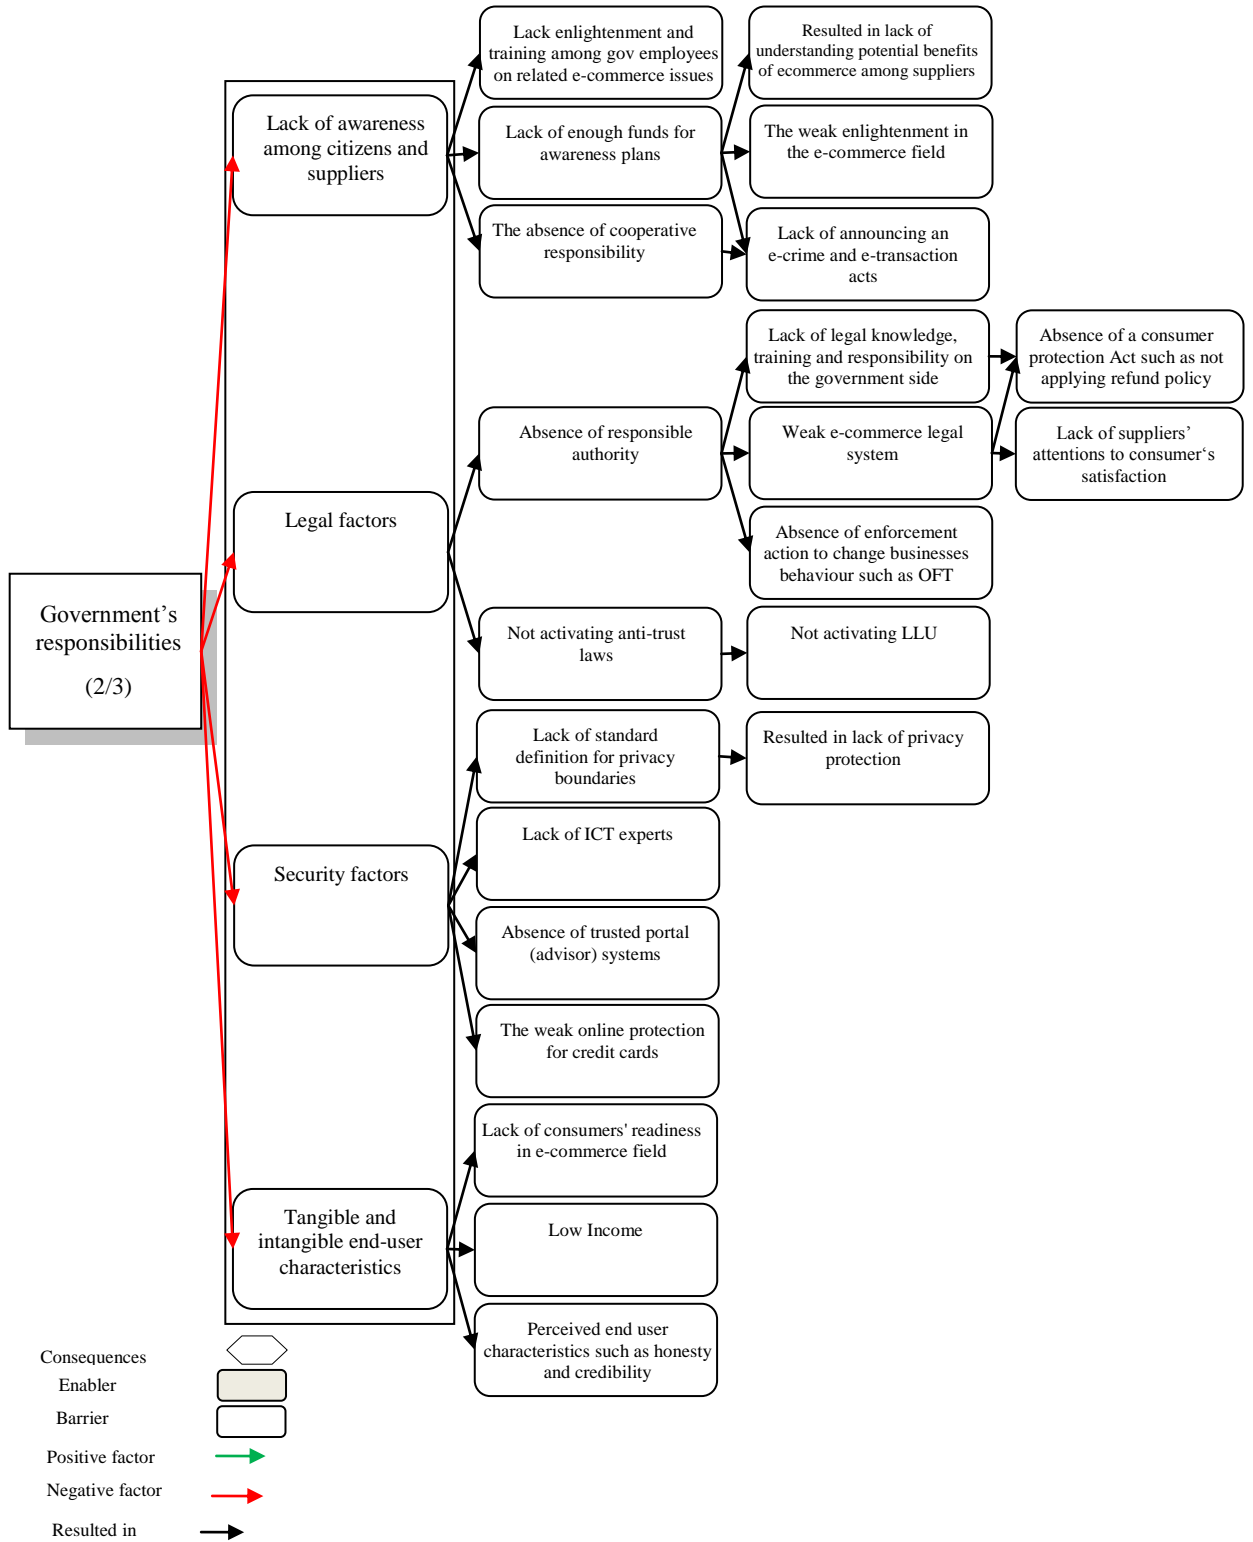 Lack enlightenment and
training among gov employees
on related e-commerce issues
Resulted in lack of
understanding potential benefits
of ecommerce among suppliers
Lack of awareness
among citizens and
suppliers
Lack of enough funds for
awareness plans
The weak enlightenment in
the e-commerce field
The absence of cooperative
responsibility
Lack of announcing an
e-crime and e-transaction
acts
Lack of legal knowledge,
training and responsibility on
the government side
Absence of a consumer
protection Act such as not
applying refund policy
Absence of responsible
authority
Weak e-commerce legal
system
Lack of suppliers’
attentions to consumer‘s
satisfaction
Legal factors
Absence of enforcement
action to change businesses
behaviour such as OFT
Government’s
responsibilities
(2/3)
Not activating anti-trust
laws
Not activating LLU
Lack of standard
definition for privacy
boundaries
Resulted in lack of privacy
protection
Lack of ICT experts
Security factors
Absence of trusted portal
(advisor) systems
The weak online protection
for credit cards
Lack of consumers' readiness
in e-commerce field
Tangible and
intangible end-user
characteristics
Low Income
Perceived end user
characteristics such as honesty
and credibility
Consequences
Enabler
Barrier
Positive factor
Negative factor
Resulted in